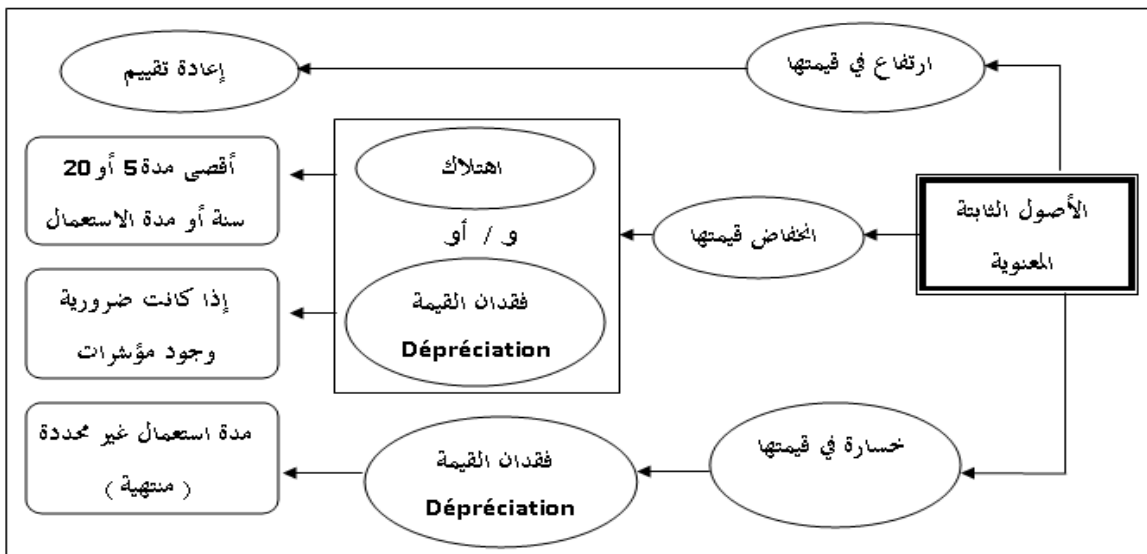 ارتفاع في قيمتها
إعادة تقييم
الأصول الثابتة
المعنوية
انخفاض قيمتها
اهتلاك
و / أو
فقدان القيمة
Dépréciation
أقصى مدة 5 أو 20
سنة أو مدة الاستعمال
إذا كانت ضرورية
وجود مؤشرات
خسارة في قيمتها
فقدان القيمة
Dépréciation
مدة استعمال غير محددة
( منتهية )